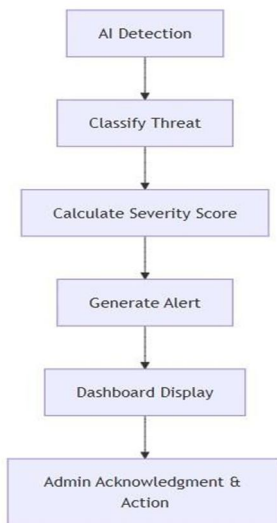 AI Detection
Classify Threat
Calculate Severity Score
Generate Alert
Dashboard Display
Admin Acknowledgment &
Action